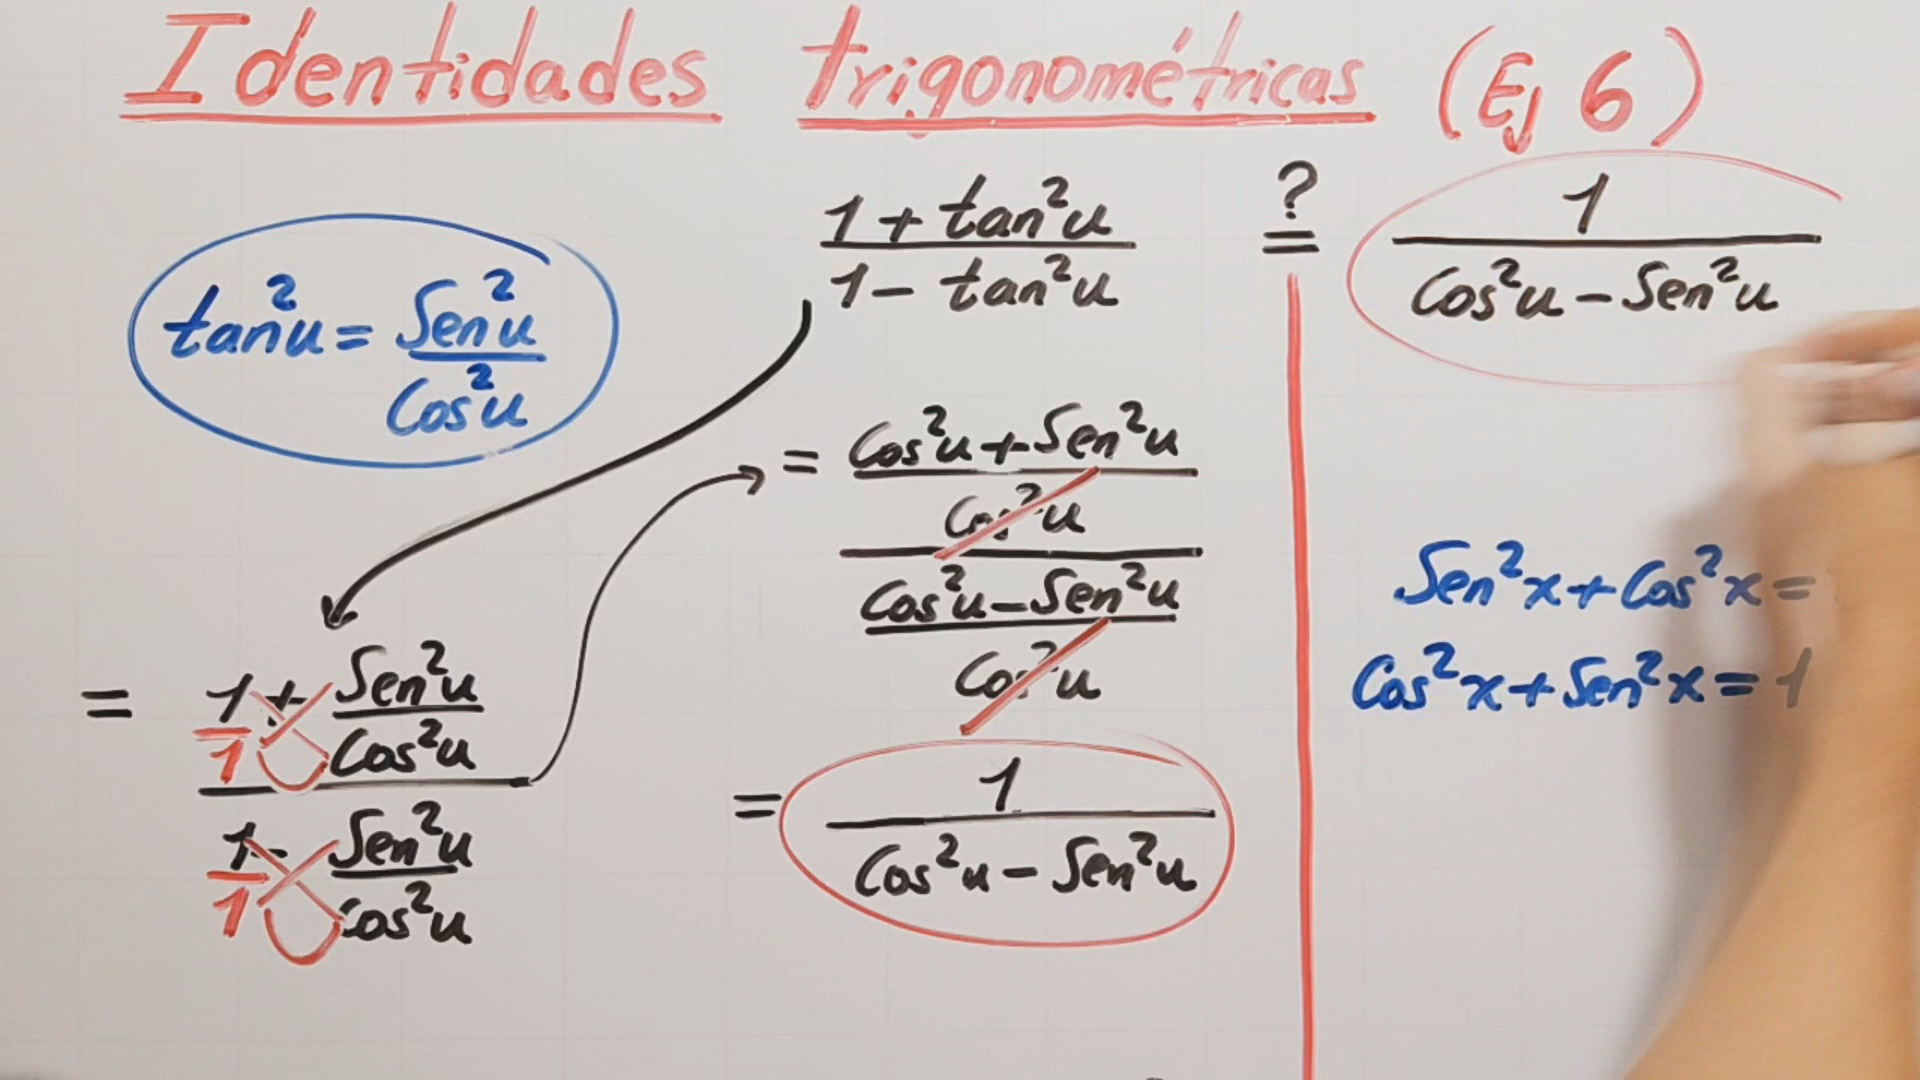 Identidades trigonométricas (Ej 6)
1 + tan²u / 1 - tan²u ?= 1 / Cos²u - Sen²u
tan²u = Sen²u / Cos²u
= Cos²u + Sen²u / Cos²u / Cos²u - Sen²u / Cos²u
Sen²x + Cos²x =
Cos²x + Sen²x = 1
= 1/1 + Sen²u / Cos²u / 1/1 - Sen²u / Cos²u
= 1 / Cos²u - Sen²u